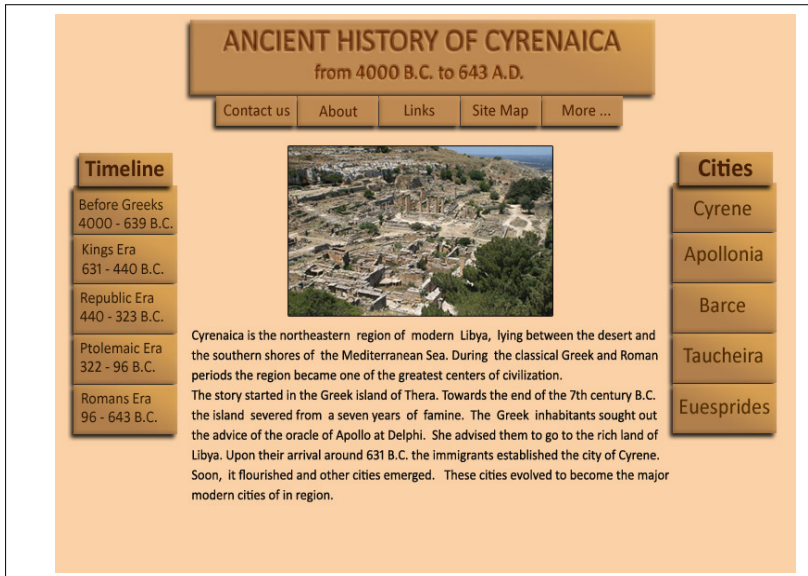 ANCIENT HISTORY OF CYRENAICA
from 4000 B.C. to 643 A.D.
Contact us
About
Links
Site Map
More ...
Timeline
Before Greeks
4000 - 639 B.C.
Kings Era
631 - 440 B.C.
Republic Era
440 - 323 B.C.
Ptolemaic Era
322 - 96 B.C.
Romans Era
96 - 643 B.C.
Cyrenaica is the northeastern region of modern Libya, lying between the desert and
the southern shores of the Mediterranean Sea. During the classical Greek and Roman
periods the region became one of the greatest centers of civilization.
The story started in the Greek island of Thera. Towards the end of the 7th century B.C.
the island severed from a seven years of famine. The Greek inhabitants sought out
the advice of the oracle of Apollo at Delphi. She advised them to go to the rich land of
Libya. Upon their arrival around 631 B.C. the immigrants established the city of Cyrene.
Soon, it flourished and other cities emerged. These cities evolved to become the major
modern cities of in region.
Cities
Cyrene
Apollonia
Barce
Taucheira
Euesprides